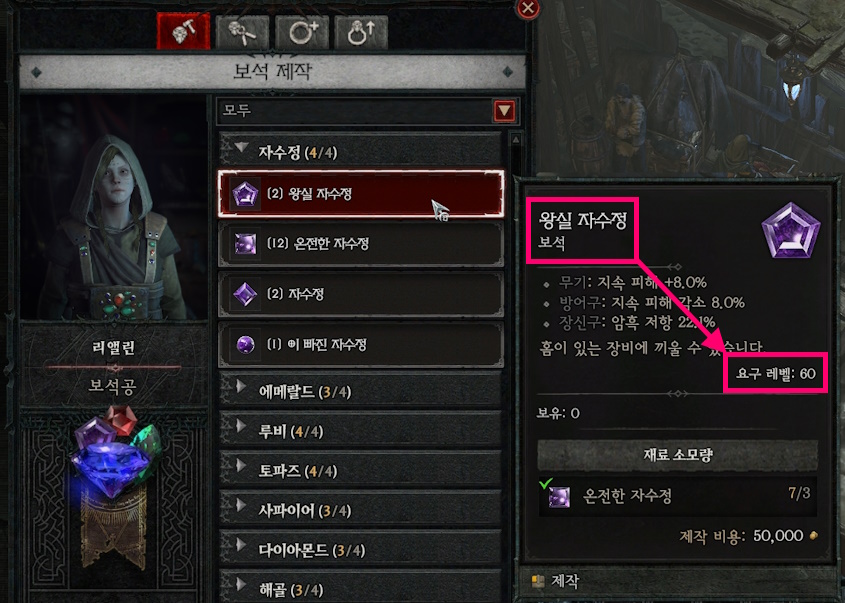 보석 제작
모두
자수정 (4/4)
(2) 왕실 자수정
(12) 온전한 자수정
(2) 자수정
(1) 이 빠진 자수정
에메랄드 (3/4)
루비 (4/4)
토파즈 (4/4)
사파이어 (3/4)
다이아몬드 (3/4)
해골 (3/4)
리앨린
보석공
왕실 자수정
보석
무기: 지속 피해 +8.0%
방어구: 지속 피해 감소 8.0%
장신구: 암흑 저항 22.1%
홈이 있는 장비에 끼울 수 있습니다.
요구 레벨: 60
보유: 0
재료 소모량
온전한 자수정 7/3
제작 비용: 50,000
제작